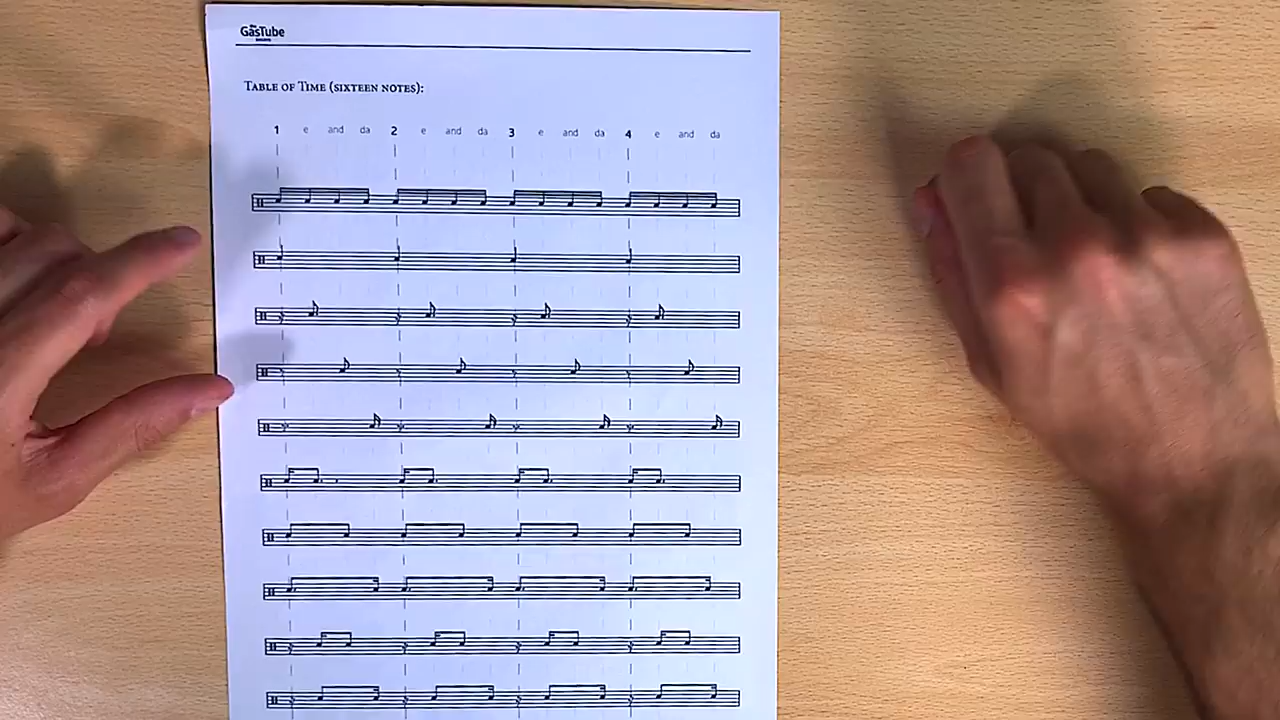 GasTube
TABLE OF TIME (SIXTEEN NOTES):
1 e and da 2 e and da 3 e and da 4 e and da